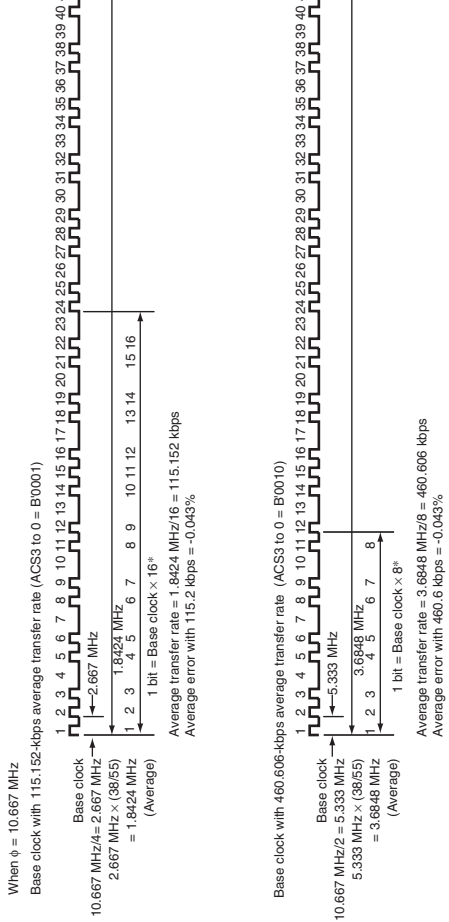 When ϕ = 10.667 MHz
Base clock with 115.152-kbps average transfer rate (ACS3 to 0 = B'0001)
1 2 3 4 5 6 7 8 9 10 11 12 13 14 15 16 17 18 19 20 21 22 23 24 25 26 27 28 29 30 31 32 33 34 35 36 37 38 39 40
Base clock
10.667 MHz/4= 2.667 MHz
2.667 MHz
2.667 MHz × (38/55)
= 1.8424 MHz
(Average)
1.8424 MHz
1 2 3 4 5 6 7 8 9 10 11 12 13 14 15 16
1 bit = Base clock × 16*
Average transfer rate = 1.8424 MHz/16 = 115.152 kbps
Average error with 115.2 kbps = -0.043%
Base clock with 460.606-kbps average transfer rate (ACS3 to 0 = B'0010)
1 2 3 4 5 6 7 8 9 10 11 12 13 14 15 16 17 18 19 20 21 22 23 24 25 26 27 28 29 30 31 32 33 34 35 36 37 38 39 40
Base clock
10.667 MHz/2 = 5.333 MHz
5.333 MHz
5.333 MHz × (38/55)
= 3.6848 MHz
(Average)
3.6848 MHz
1 2 3 4 5 6 7 8
1 bit = Base clock × 8*
Average transfer rate = 3.6848 MHz/8 = 460.606 kbps
Average error with 460.6 kbps = -0.043%